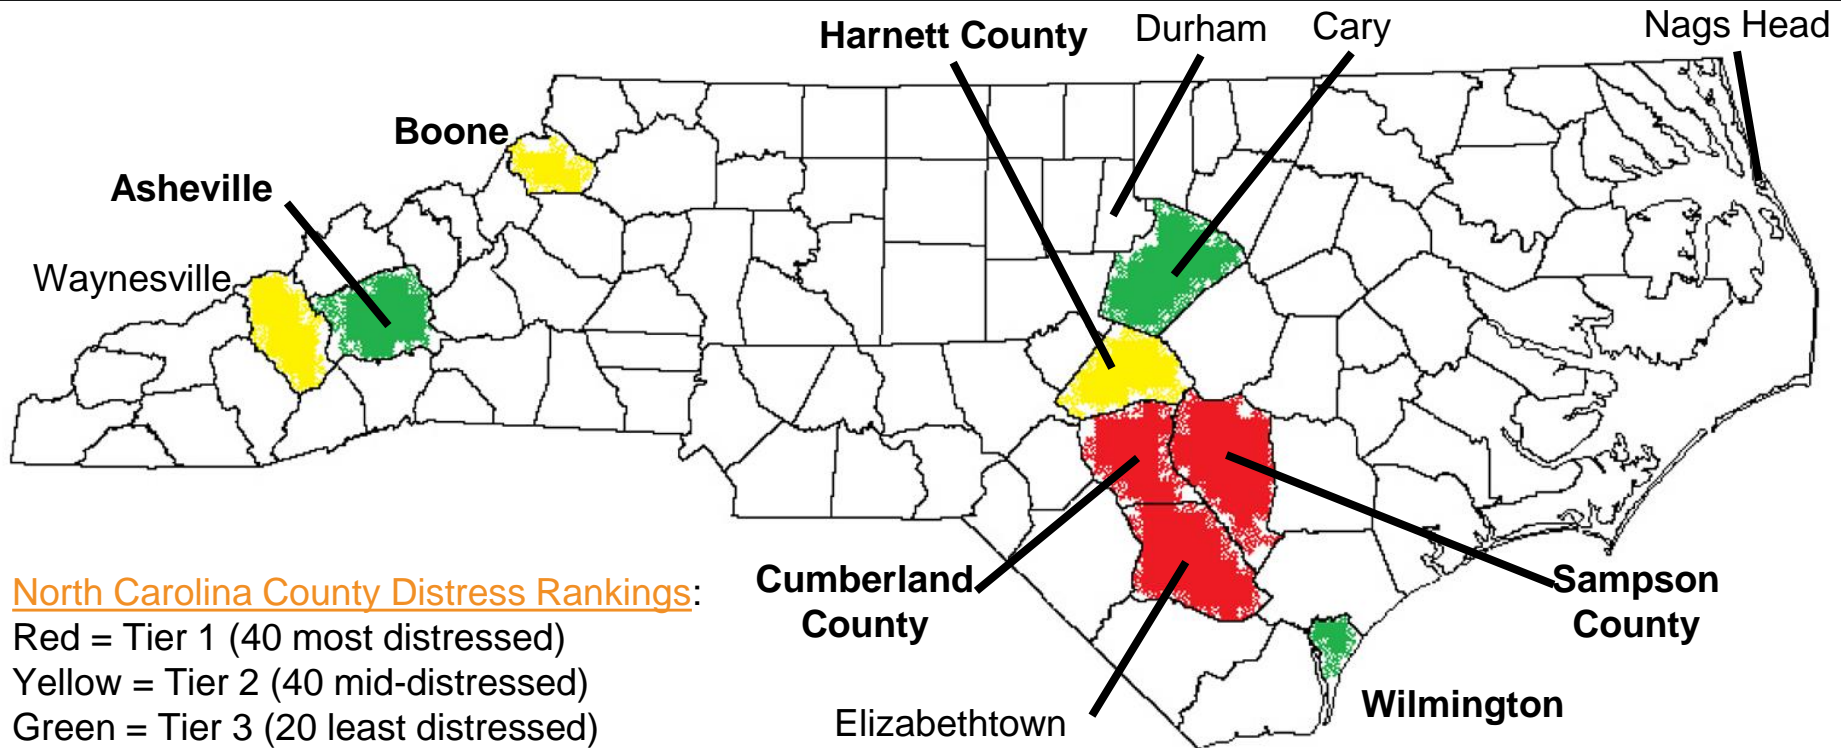 Harnett County
Durham
Cary
Nags Head
Boone
Asheville
Waynesville
Cumberland
County
Sampson
County
Elizabethtown
Wilmington
North Carolina County Distress Rankings:
Red = Tier 1 (40 most distressed)
Yellow = Tier 2 (40 mid-distressed)
Green = Tier 3 (20 least distressed)